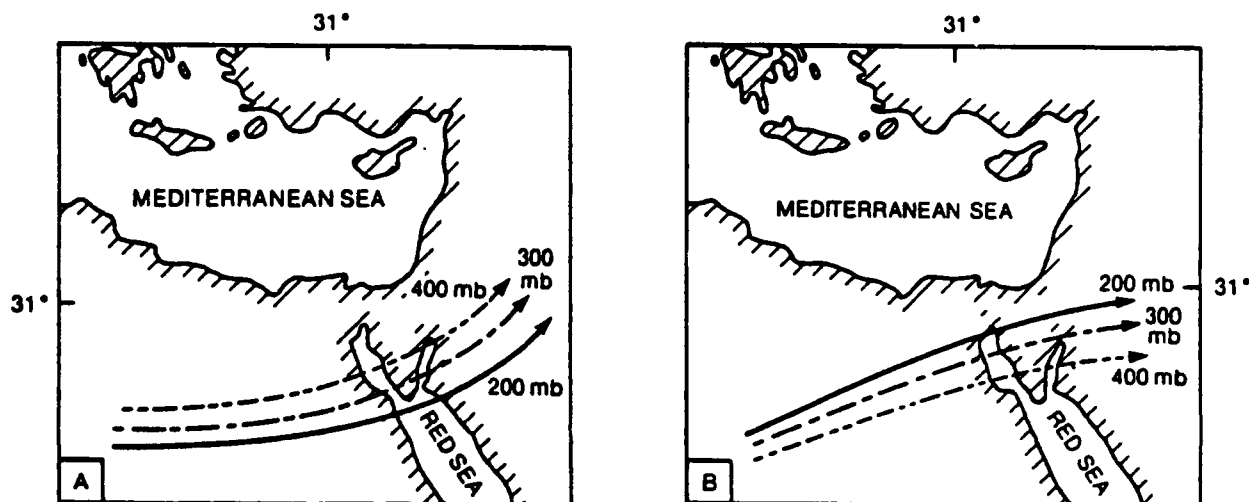 31°
MEDITERRANEAN SEA
300
mb
400 mb
31°
200 mb
RED SEA
A
31°
MEDITERRANEAN SEA
200 mb
31°
300
mb
400 mb
RED SEA
B